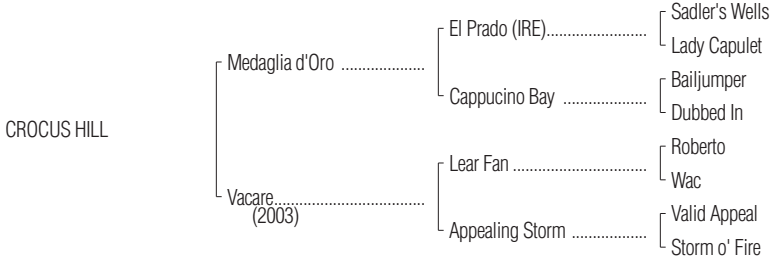 Sadler's Wells
El Prado (IRE)......................
Lady Capulet
Medaglia d'Oro ..................
Bailjumper
Cappucino Bay ..................
Dubbed In
CROCUS HILL
Roberto
Lear Fan .............................
Wac
Vacare.................................
(2003)
Valid Appeal
Appealing Storm ................
Storm o' Fire